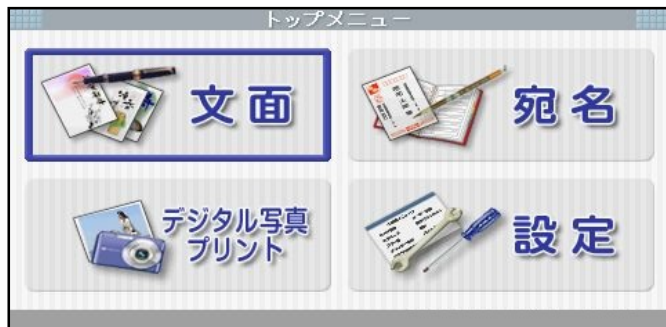 トップメニュー
文面
宛名
デジタル写真
プリント
設定